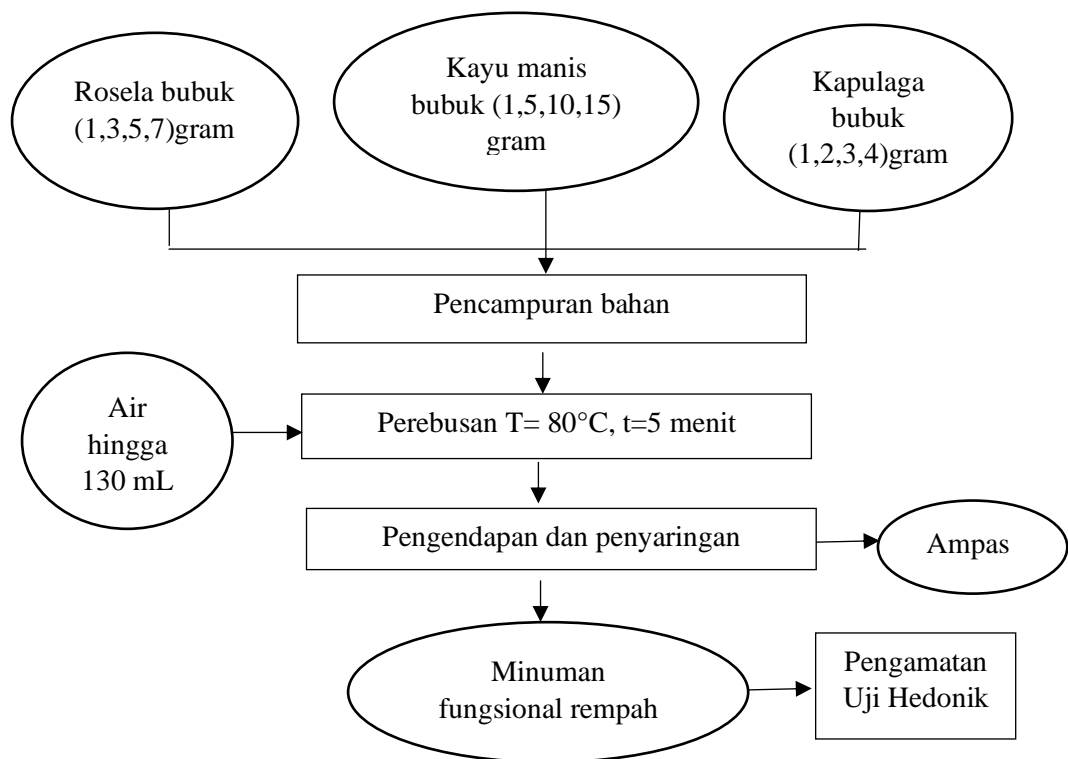 Rosela bubuk
(1,3,5,7)gram
Kayu manis
bubuk (1,5,10,15)
gram
Kapulaga
bubuk
(1,2,3,4)gram
Pencampuran bahan
Air
hingga
130 mL
Perebusan T= 80°C, t=5 menit
Pengendapan dan penyaringan
Ampas
Minuman
fungsional rempah
Pengamatan
Uji Hedonik